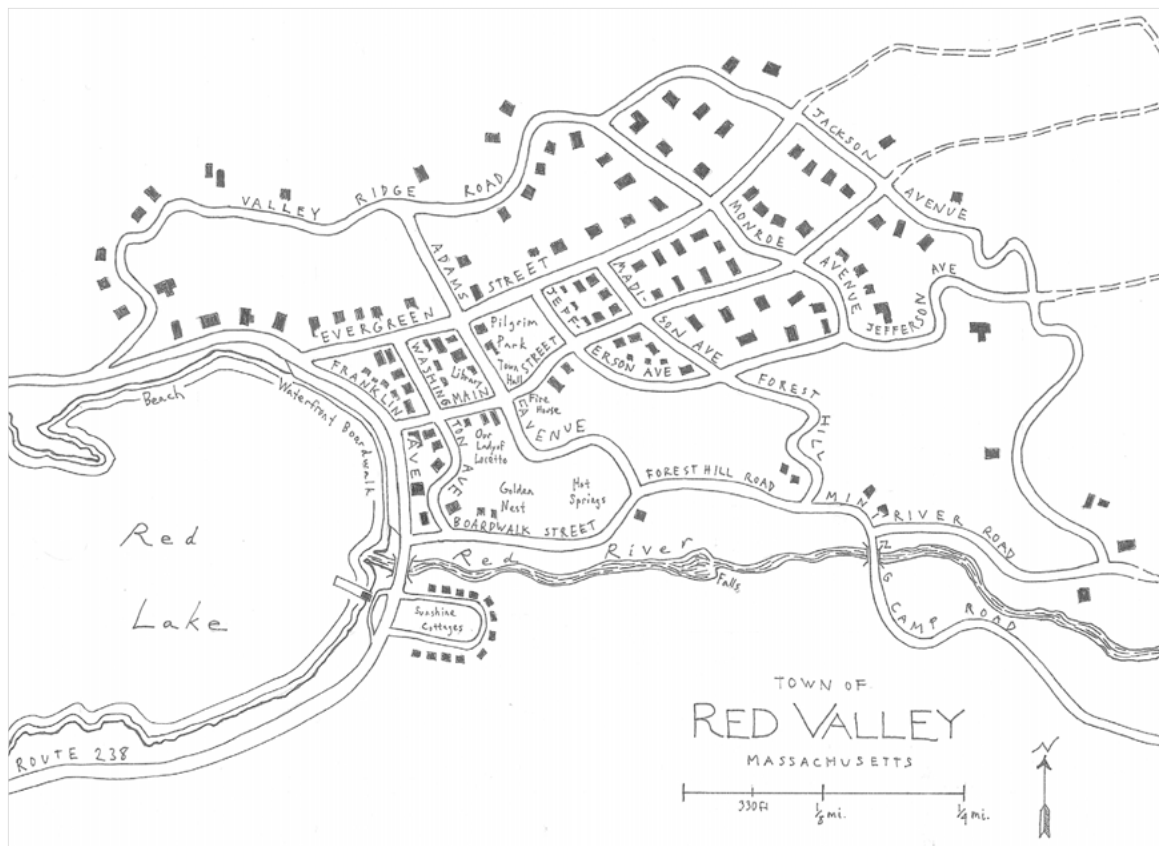 JACKSON
AVENUE
VALLEY RIDGE ROAD
ADAMS
EVERGREEN STREET
MONROE
AVENUE
MADI-
SON AVE
JEFF-
ERSON AVE
JEFFERSON AVE
Pilgrim
Park
Town
Hall
MAIN STREET
FRANKLIN
AVE
WASHING
TON AVE
Library
Fire
House
AVENUE
Our
Lady of
Locetto
Golden
Nest
Hot
Springs
FOREST
HILL
FOREST HILL ROAD
BOARDWALK STREET
MINING RIVER ROAD
CAMP ROAD
Beach
Waterfront Boardwalk
Red
Lake
Red River
Falls
Sunshine
Cottages
ROUTE 238
TOWN OF
RED VALLEY
MASSACHUSETTS
330ft
1/8 mi.
1/4 mi.
N